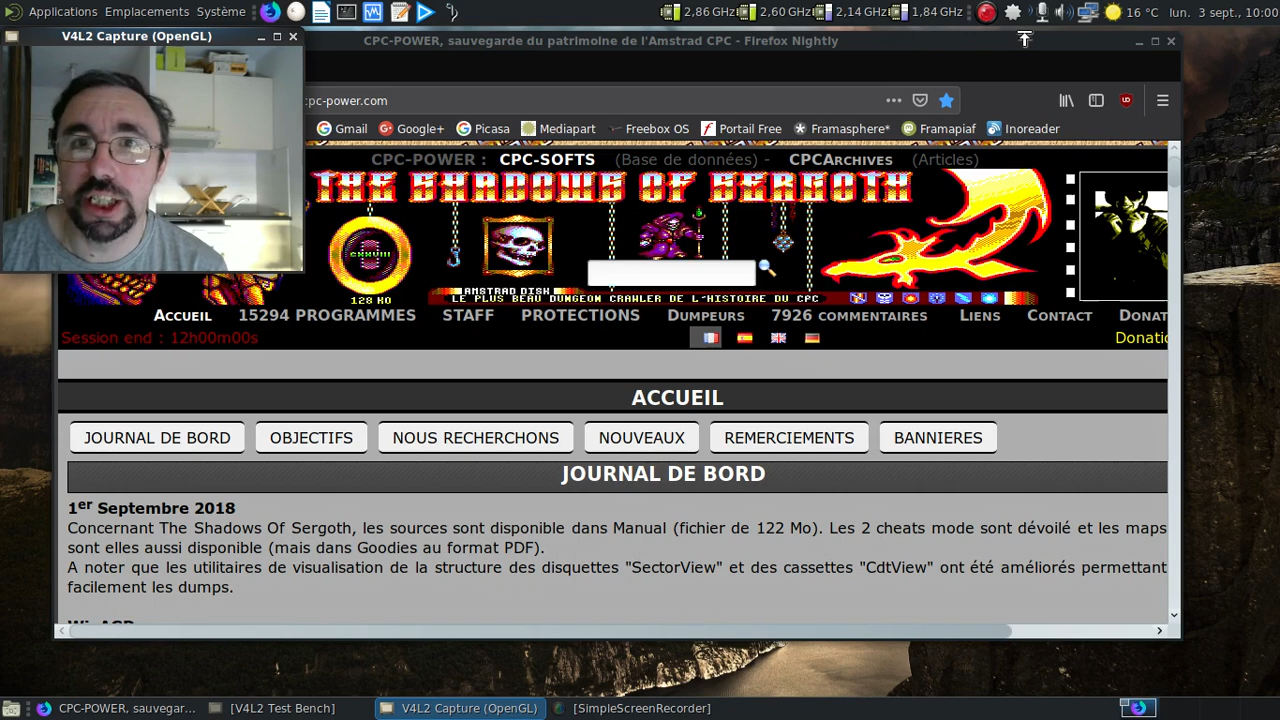 Applications Emplacements Système 2,86 GHz 2,60 GHz 2,14 GHz 1,84 GHz 16 °C lun. 3 sept., 10:00
V4L2 Capture (OpenGL)
CPC-POWER, sauvegarde du patrimoine de l'Amstrad CPC - Firefox Nightly
cpc-power.com
Gmail Google+ Picasa Mediapart Freebox OS Portail Free Framasphere* Framapiaf Inoreader
CPC-POWER : CPC-SOFTS (Base de données) - CPCArchives (Articles)
THE SHADOWS OF SERGOTH
CXXVIII
128 KO
AMSTRAD DISK
LE PLUS BEAU DUNGEON CRAWLER DE L'HISTOIRE DU CPC
Accueil 15294 PROGRAMMES STAFF PROTECTIONS Dumpeurs 7926 commentaires Liens Contact Donat
Session end : 12h00m00s Donatio
ACCUEIL
JOURNAL DE BORD OBJECTIFS NOUS RECHERCHONS NOUVEAUX REMERCIEMENTS BANNIERES
JOURNAL DE BORD
1er Septembre 2018
Concernant The Shadows Of Sergoth, les sources sont disponible dans Manual (fichier de 122 Mo). Les 2 cheats mode sont dévoilé et les maps
sont elles aussi disponible (mais dans Goodies au format PDF).
A noter que les utilitaires de visualisation de la structure des disquettes "SectorView" et des cassettes "CdtView" ont été améliorés permettant
facilement les dumps.
CPC-POWER, sauvegar... [V4L2 Test Bench] V4L2 Capture (OpenGL) [SimpleScreenRecorder]